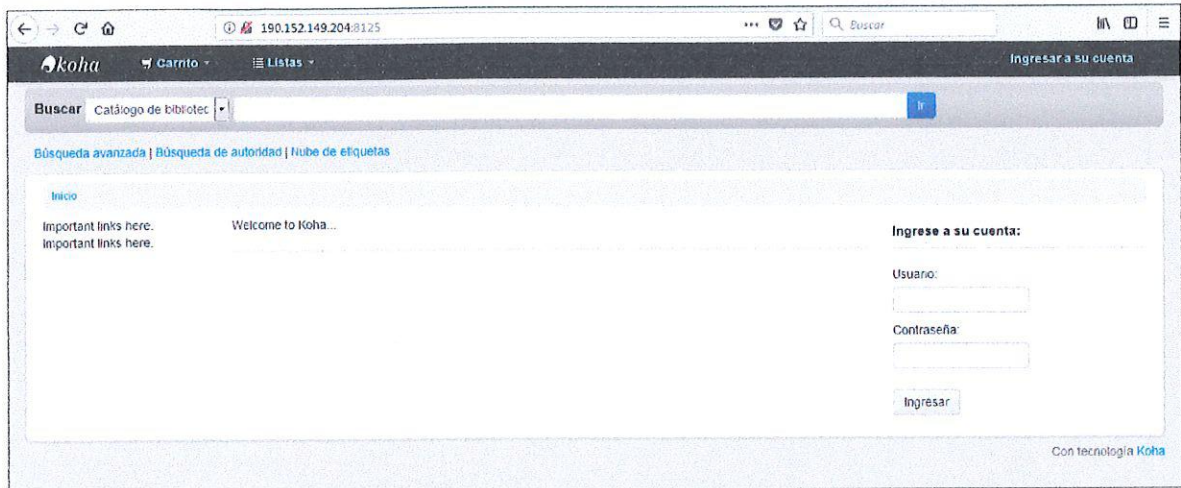 190.152.149.204:8125
Buscar
koha Carrito Listas Ingresar a su cuenta
Buscar Catálogo de bibliotec Ir
Búsqueda avanzada | Búsqueda de autoridad | Nube de etiquetas
Inicio
Important links here.
Important links here.
Welcome to Koha...
Ingrese a su cuenta:
Usuario:
Contraseña:
Ingresar
Con tecnología Koha